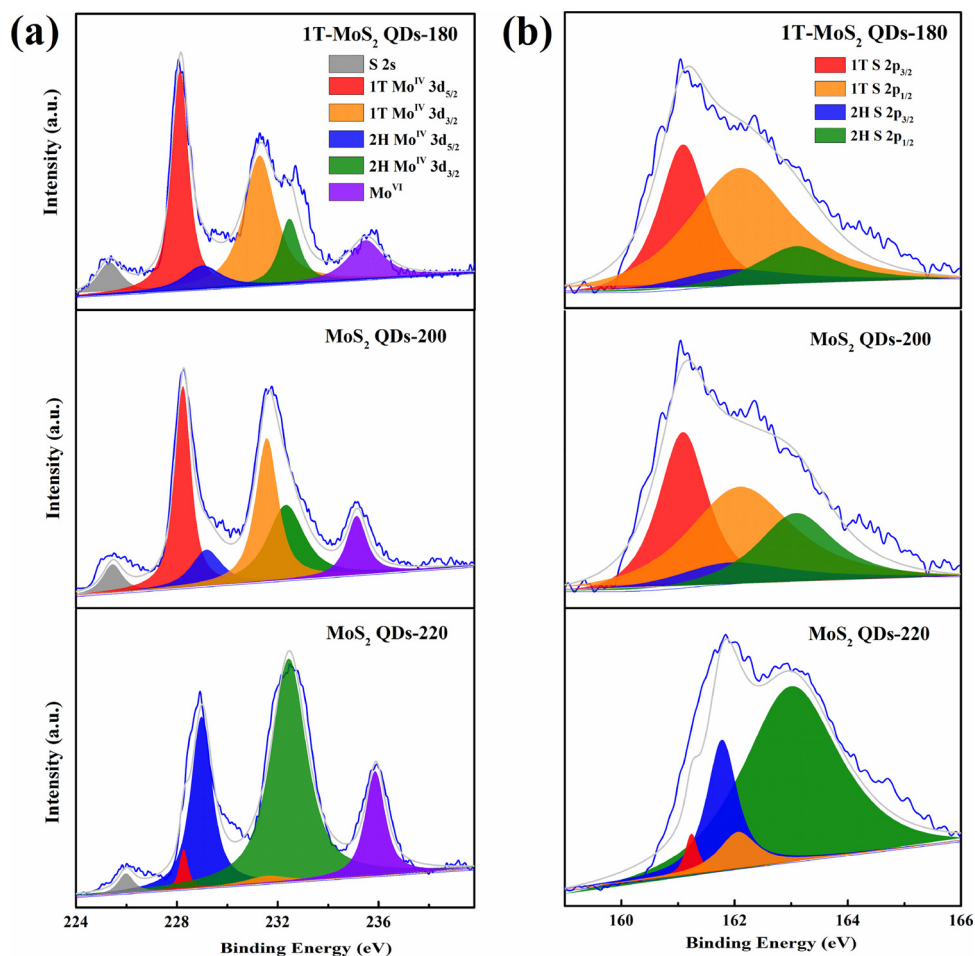 (a)
1T-MoS₂ QDs-180
S 2s
1T Moᴵⱽ 3d₅/₂
1T Moᴵⱽ 3d₃/₂
2H Moᴵⱽ 3d₅/₂
2H Moᴵⱽ 3d₃/₂
Moⱽᴵ
Intensity (a.u.)
MoS₂ QDs-200
Intensity (a.u.)
MoS₂ QDs-220
Intensity (a.u.)
224 228 232 236
Binding Energy (eV)
(b)
1T-MoS₂ QDs-180
1T S 2p₃/₂
1T S 2p₁/₂
2H S 2p₃/₂
2H S 2p₁/₂
Intensity (a.u.)
MoS₂ QDs-200
Intensity (a.u.)
MoS₂ QDs-220
Intensity (a.u.)
160 162 164 166
Binding Energy (eV)